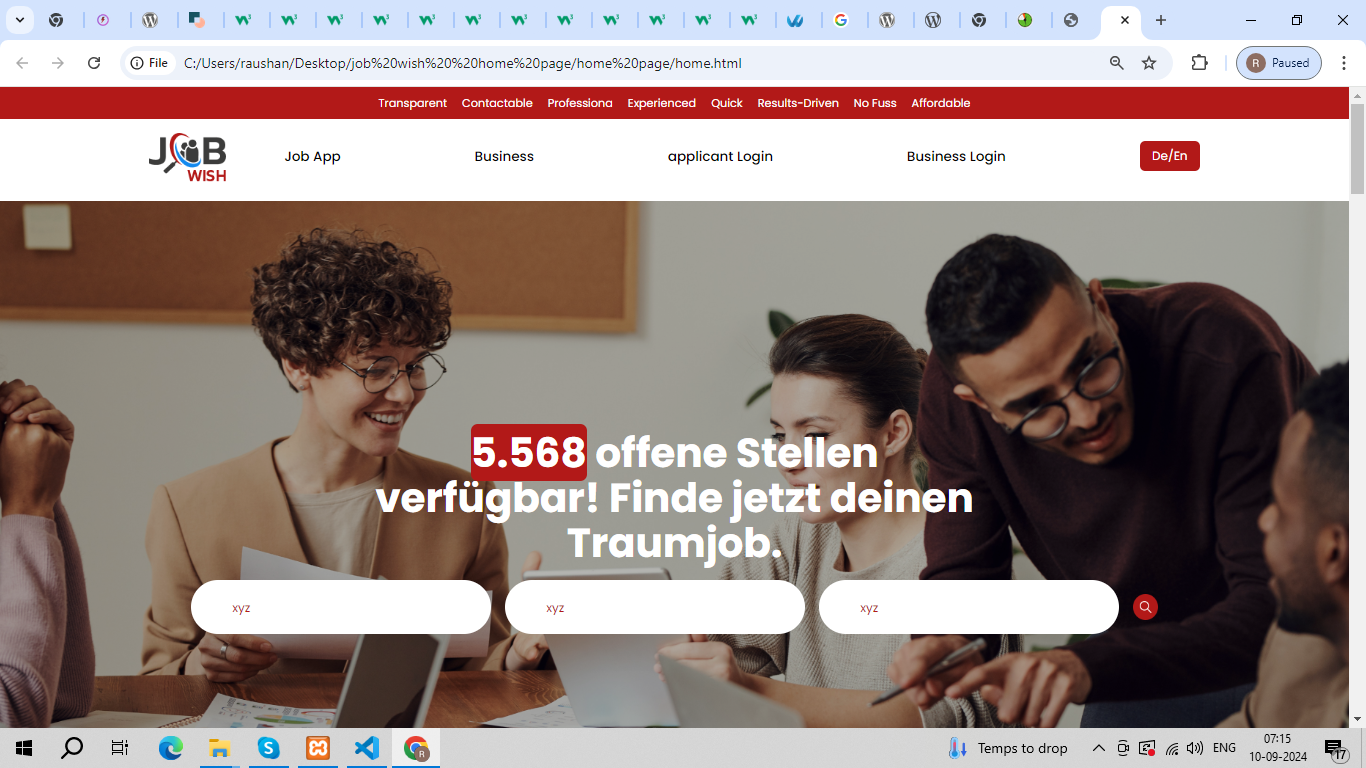 File C:/Users/raushan/Desktop/job%20wish%20%20home%20page/home%20page/home.html R Paused
Transparent Contactable Professiona Experienced Quick Results-Driven No Fuss Affordable
JOB WISH
Job App Business applicant Login Business Login De/En
5.568 offene Stellen
verfügbar! Finde jetzt deinen
Traumjob.
xyz xyz xyz
Temps to drop ENG 07:15
10-09-2024 17